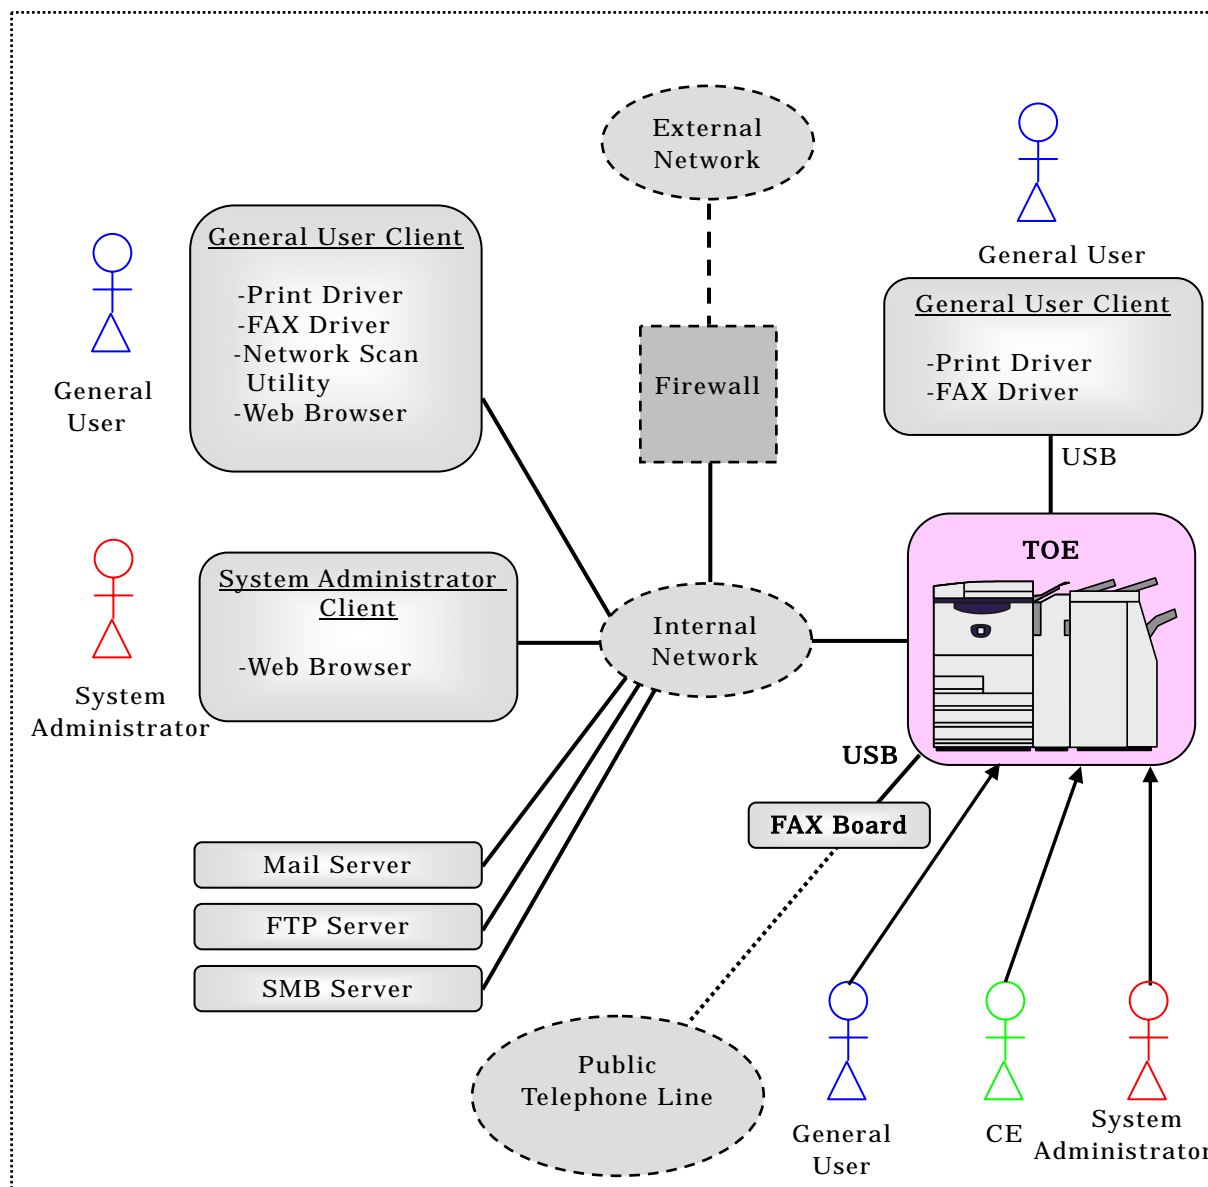 External
Network
General User
General User Client
-Print Driver
-FAX Driver
-Network Scan
Utility
-Web Browser
General
User
General User Client
-Print Driver
-FAX Driver
Firewall
USB
TOE
System Administrator
Client
-Web Browser
System
Administrator
Internal
Network
USB
FAX Board
Mail Server
FTP Server
SMB Server
Public
Telephone Line
General
User
CE
System
Administrator